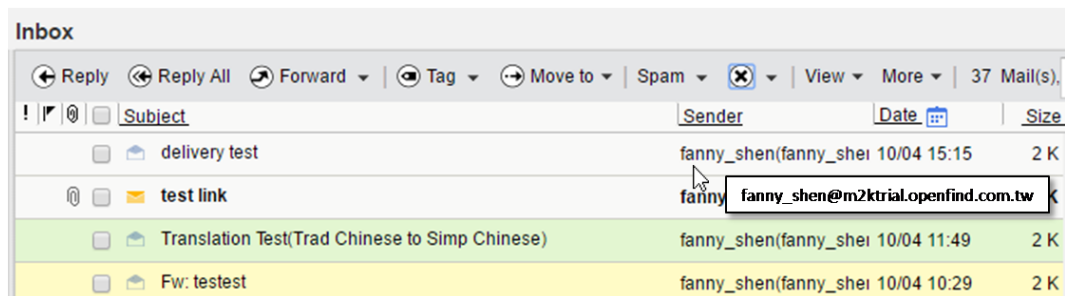 Inbox
Reply Reply All Forward Tag Move to Spam View More 37 Mail(s),
! Subject Sender Date Size
delivery test fanny_shen(fanny_shei 10/04 15:15 2 K
test link fanny_ K
fanny_shen@m2ktrial.openfind.com.tw
Translation Test(Trad Chinese to Simp Chinese) fanny_shen(fanny_shei 10/04 11:49 2 K
Fw: testest fanny_shen(fanny_shei 10/04 10:29 2 K